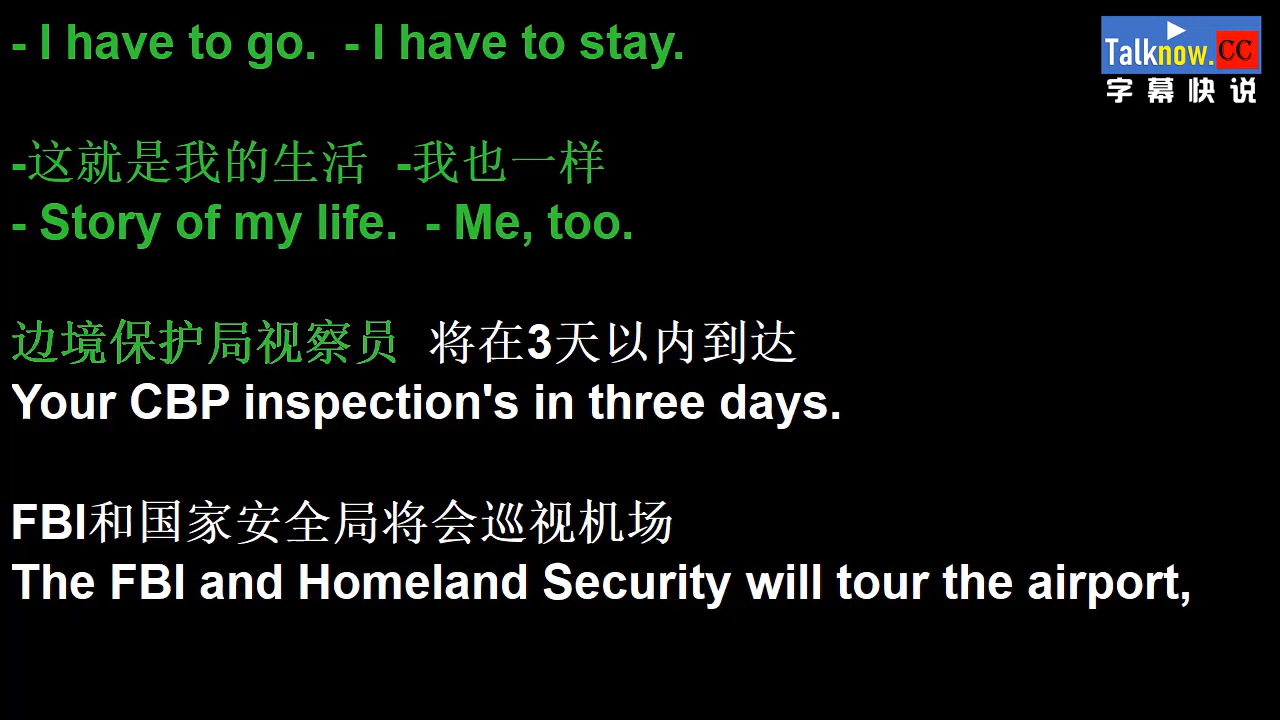 - I have to go.  - I have to stay.
Talknow.CC
字幕快说
-这就是我的生活  -我也一样
- Story of my life.  - Me, too.
边境保护局视察员  将在3天以内到达
Your CBP inspection's in three days.
FBI和国家安全局将会巡视机场
The FBI and Homeland Security will tour the airport,